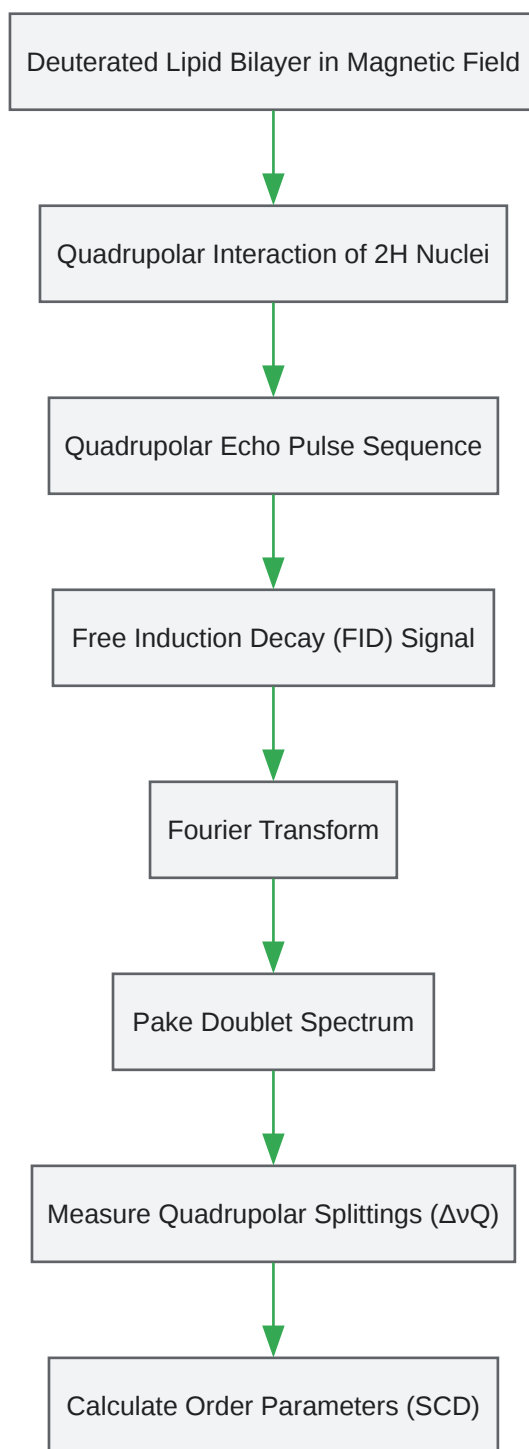 Deuterated Lipid Bilayer in Magnetic Field
Quadrupolar Interaction of 2H Nuclei
Quadrupolar Echo Pulse Sequence
Free Induction Decay (FID) Signal
Fourier Transform
Pake Doublet Spectrum
Measure Quadrupolar Splittings (ΔνQ)
Calculate Order Parameters (SCD)